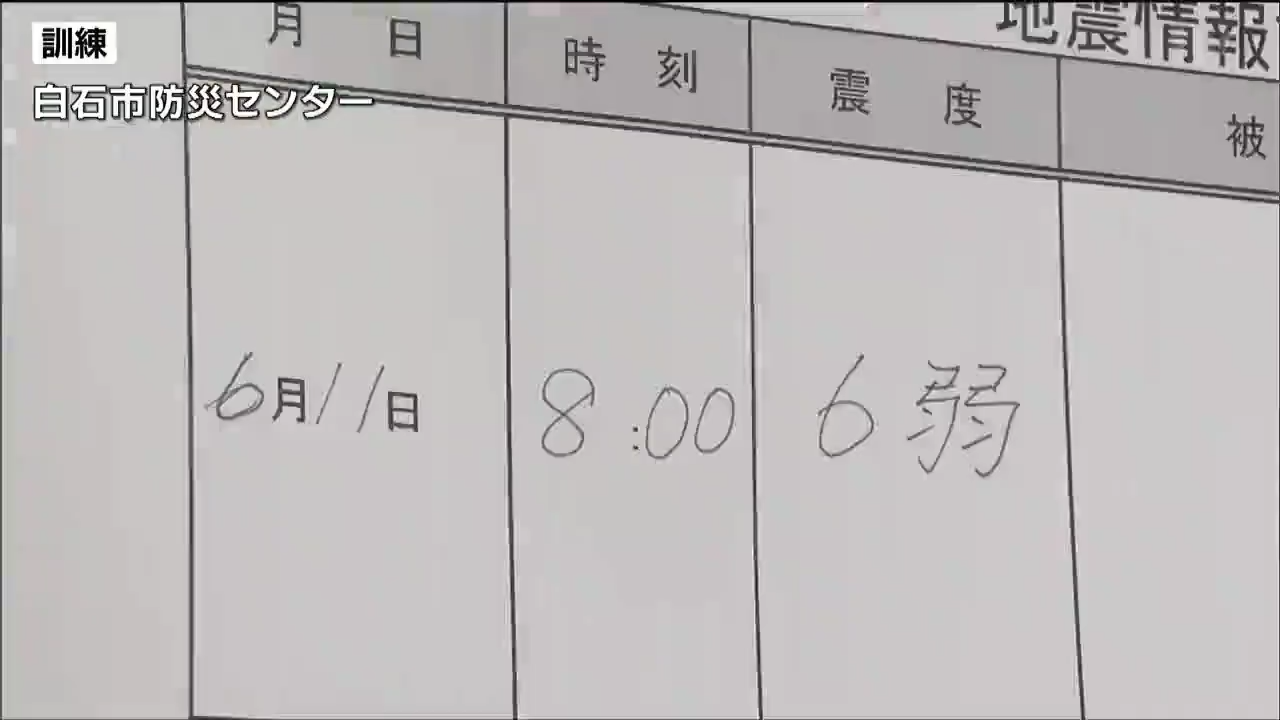 訓練
白石市防災センター
地震情報
月日 時刻 震度 被
6月11日 8:00 6弱